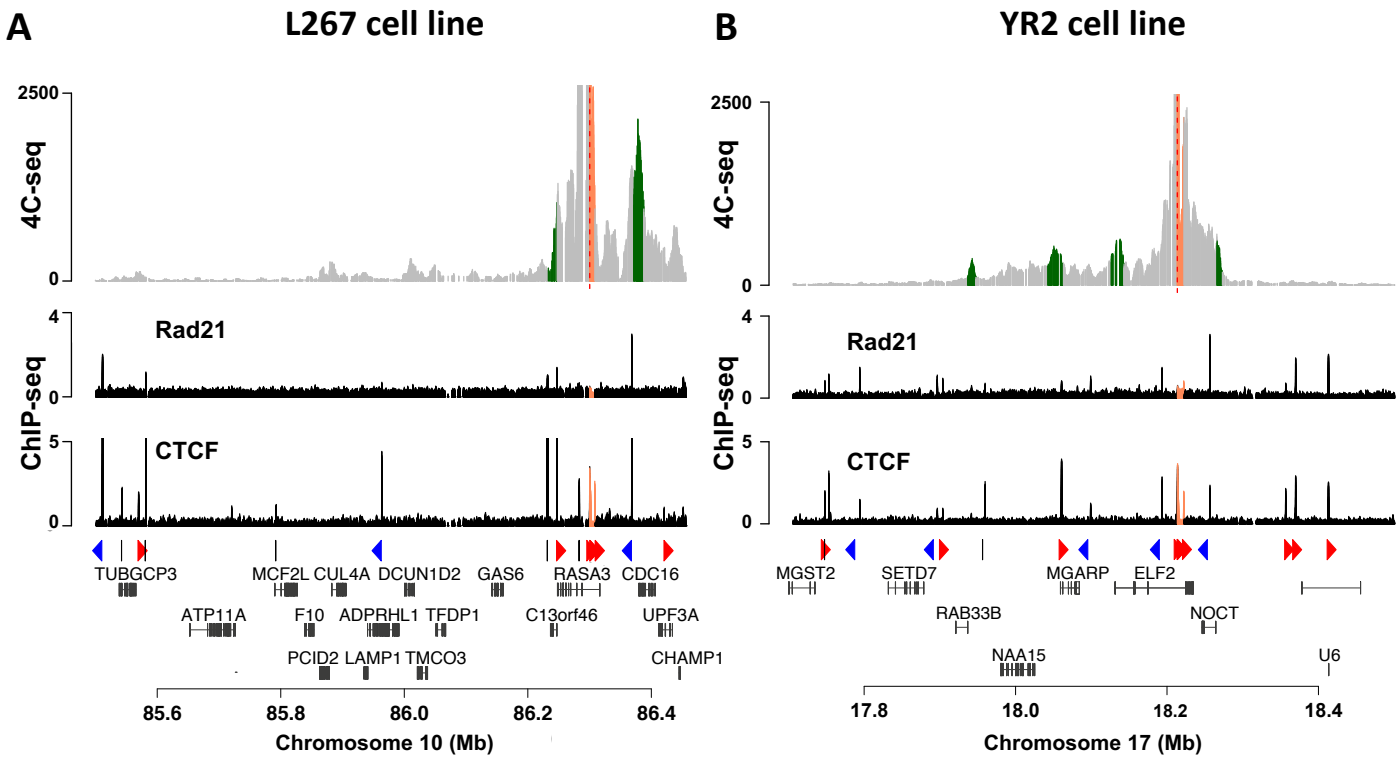 A
L267 cell line
B
YR2 cell line
4C-seq
2500
0
ChIP-seq
4
0
Rad21
5
0
CTCF
TUBGCP3
MCF2L
CUL4A
DCUN1D2
GAS6
RASA3
CDC16
ATP11A
F10
ADPRHL1
TFDP1
C13orf46
UPF3A
PCID2
LAMP1
TMCO3
CHAMP1
85.6
85.8
86.0
86.2
86.4
Chromosome 10 (Mb)
4C-seq
2500
0
ChIP-seq
4
0
Rad21
5
0
CTCF
MGST2
SETD7
MGARP
ELF2
RAB33B
NOCT
NAA15
U6
17.8
18.0
18.2
18.4
Chromosome 17 (Mb)